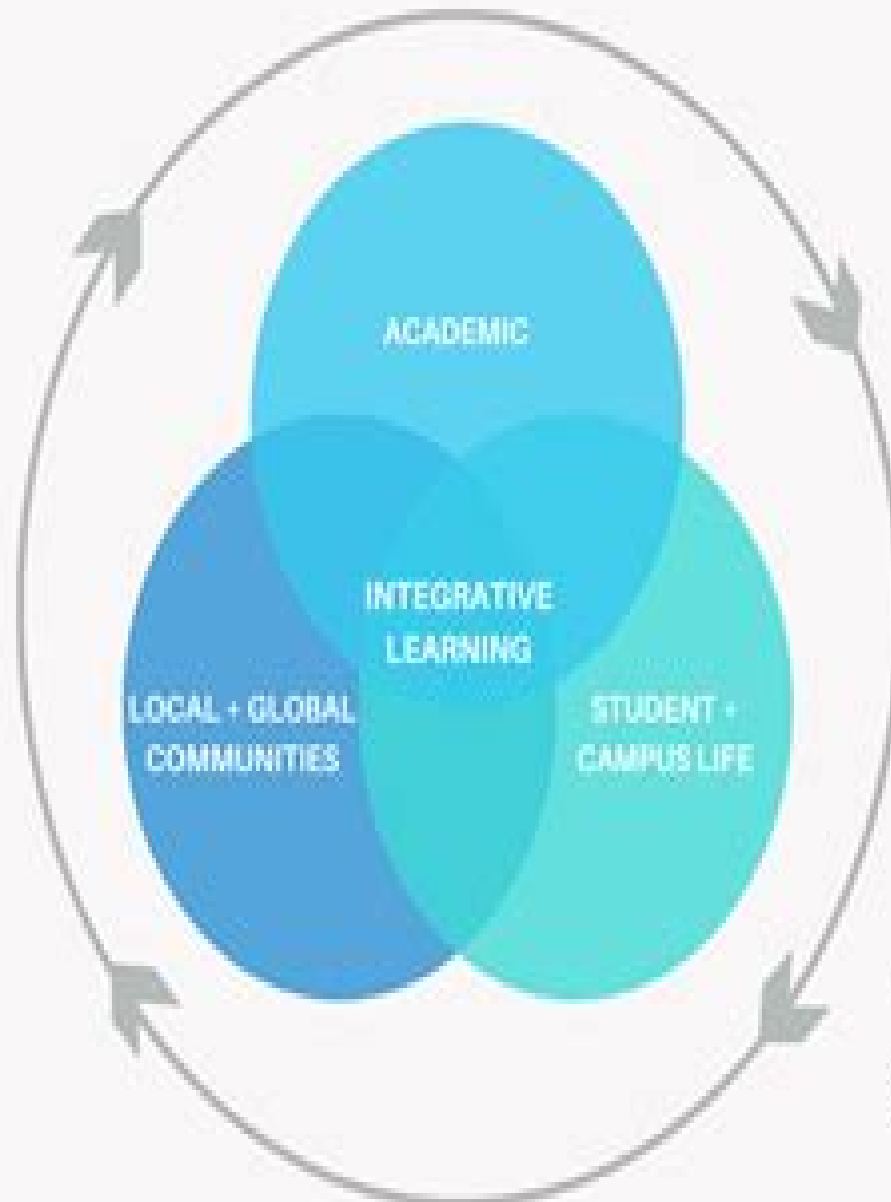 ACADEMIC
INTEGRATIVE
LEARNING
LOCAL + GLOBAL
COMMUNITIES
STUDENT +
CAMPUS LIFE